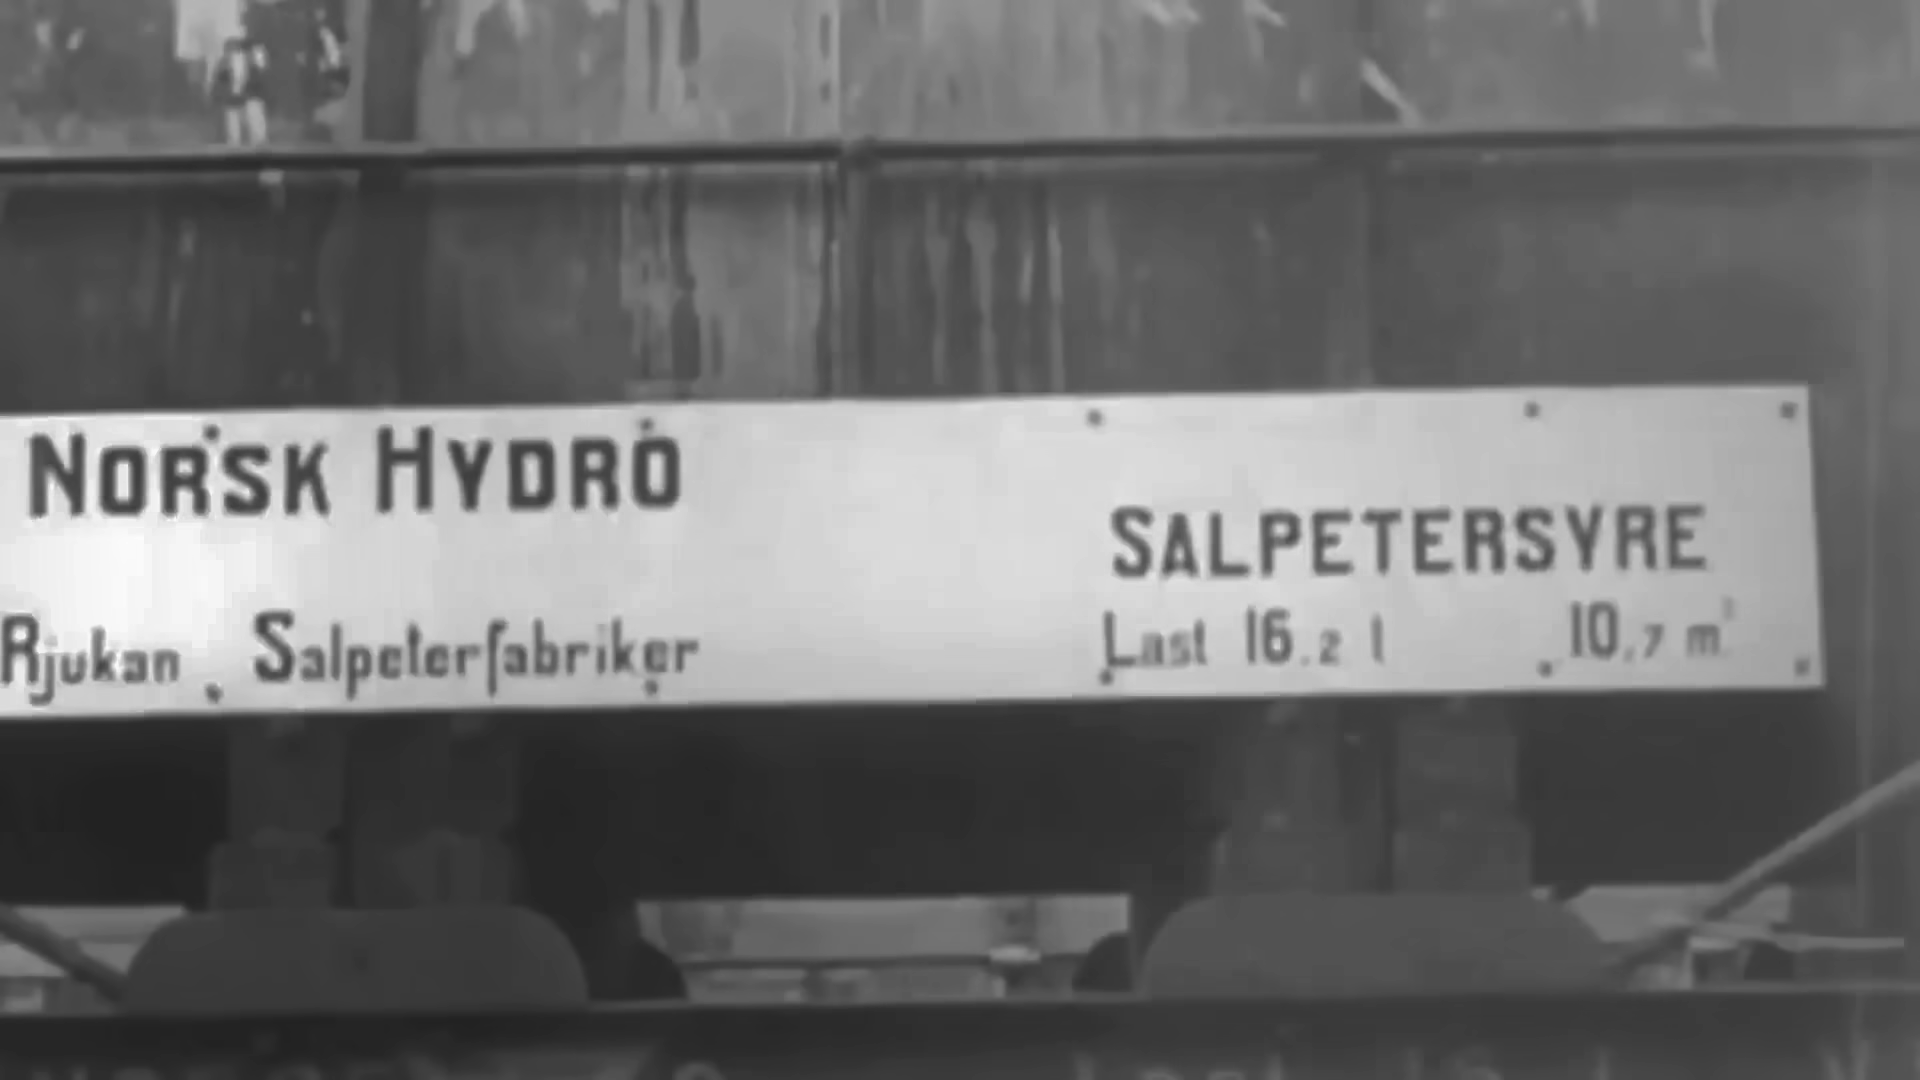 NORSK HYDRO
Rjukan Salpeterfabriker
SALPETERSYRE
Last 16.2 t 10,7 m³